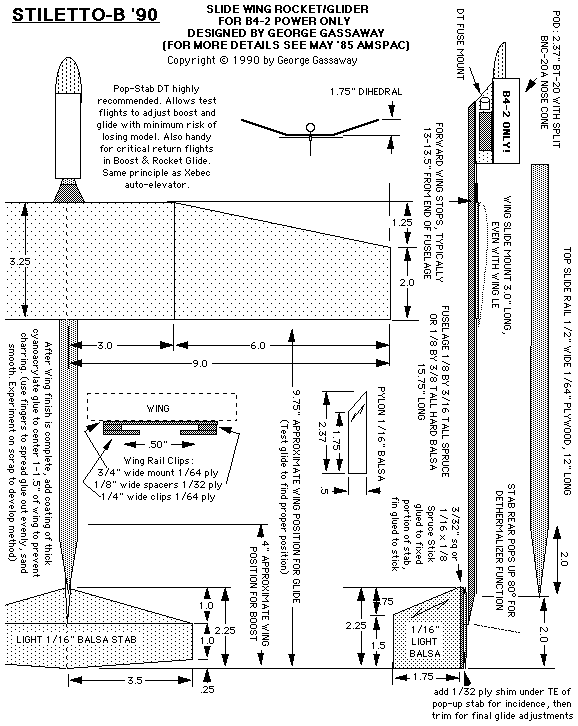 STILETTO-B '90
SLIDE WING ROCKET/GLIDER
FOR B4-2 POWER ONLY
DESIGNED BY GEORGE GASSAWAY
(FOR MORE DETAILS SEE MAY '85 AMSPAC)
Copyright © 1990 by George Gassaway
Pop-Stab DT highly
recommended. Allows test
flights to adjust boost and
glide with minimum risk of
losing model. Also handy
for critical return flights
in Boost & Rocket Glide.
Same principle as Xebec
auto-elevator.
1.75" DIHEDRAL
DT FUSE MOUNT
POD: 2.37" BT-20 WITH SPLIT
BNC-20A NOSE CONE
B4-2 ONLY!
FORWARD WING STOPS, TYPICALLY
13-13.5" FROM END OF FUSELAGE
WING SLIDE MOUNT 3.0" LONG,
EVEN WITH WING LE
TOP SLIDE RAIL 1/2" WIDE 1/64" PLYWOOD, 12" LONG
3.25
1.25
2.0
3.0
6.0
9.0
FUSELAGE 1/8 BY 3/16 TALL SPRUCE
OR 1/8 BY 3/8 TALL HARD BALSA
15.75" LONG
After Wing finish is complete, add coating of thick
cyanoacrylate glue to center 1-1.5" of wing to prevent
charring. (use fingers to spread glue out evenly, sand
smooth. Experiment on scrap to develop method)
WING
.50"
Wing Rail Clips:
3/4" wide mount 1/64 ply
1/8" wide spacers 1/32 ply
1/4" wide clips 1/64 ply
9.75" APPROXIMATE WING POSITION FOR GLIDE
(Test glide to find proper position)
PYLON 1/16" BALSA
2.37
1.75
.5
4" APPROXIMATE WING
POSITION FOR BOOST
3/32" sq or
1/16 x 1/8
Spruce Stick
glued to fixed
portion of stab,
fin glued to stick
STAB REAR POPS UP 80° FOR
DETHERMALIZER FUNCTION
2.0
2.0
LIGHT 1/16" BALSA STAB
1.0
1.0
2.25
.25
3.5
2.25
.75
1.5
1/16"
LIGHT
BALSA
1.75
add 1/32 ply shim under TE of
pop-up stab for incidence, then
trim for final glide adjustments